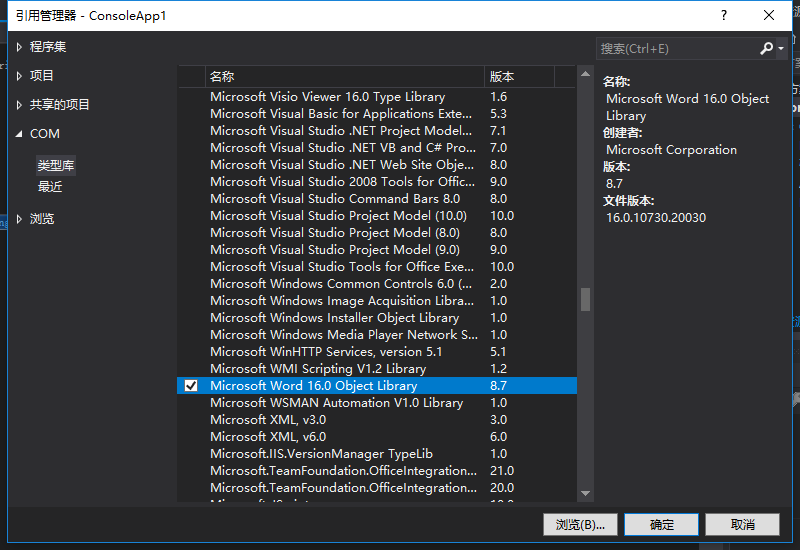 引用管理器 - ConsoleApp1
程序集
项目
共享的项目
COM
类型库
最近
浏览
名称 版本
Microsoft Visio Viewer 16.0 Type Library 1.6
Microsoft Visual Basic for Applications Exte... 5.3
Microsoft Visual Studio .NET Project Model... 7.1
Microsoft Visual Studio .NET VB and C# Pro... 7.0
Microsoft Visual Studio .NET Web Site Obje... 8.0
Microsoft Visual Studio 2008 Tools for Offic... 9.0
Microsoft Visual Studio Command Bars 8.0 8.0
Microsoft Visual Studio Project Model (10.0) 10.0
Microsoft Visual Studio Project Model (8.0) 8.0
Microsoft Visual Studio Project Model (9.0) 9.0
Microsoft Visual Studio Tools for Office Exe... 10.0
Microsoft Windows Common Controls 6.0 (... 2.0
Microsoft Windows Image Acquisition Libra... 1.0
Microsoft Windows Installer Object Library 1.0
Microsoft Windows Media Player Network S... 1.0
Microsoft WinHTTP Services, version 5.1 5.1
Microsoft WMI Scripting V1.2 Library 1.2
Microsoft Word 16.0 Object Library 8.7
Microsoft WSMAN Automation V1.0 Library 1.0
Microsoft XML, v3.0 3.0
Microsoft XML, v6.0 6.0
Microsoft.IIS.VersionManager TypeLib 1.0
Microsoft.TeamFoundation.OfficeIntegration... 21.0
Microsoft.TeamFoundation.OfficeIntegration... 20.0
搜索(Ctrl+E)
名称:
Microsoft Word 16.0 Object
Library
创建者:
Microsoft Corporation
版本:
8.7
文件版本:
16.0.10730.20030
浏览(B)... 确定 取消